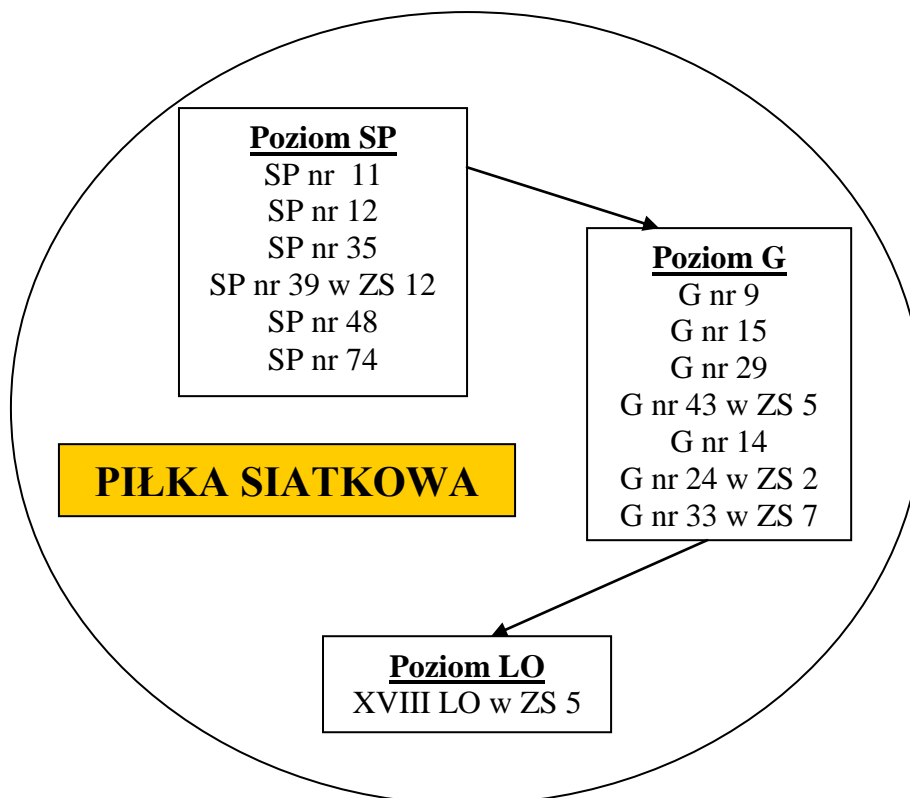 Poziom SP
SP nr 11
SP nr 12
SP nr 35
SP nr 39 w ZS 12
SP nr 48
SP nr 74
Poziom G
G nr 9
G nr 15
G nr 29
G nr 43 w ZS 5
G nr 14
G nr 24 w ZS 2
G nr 33 w ZS 7
PIŁKA SIATKOWA
Poziom LO
XVIII LO w ZS 5